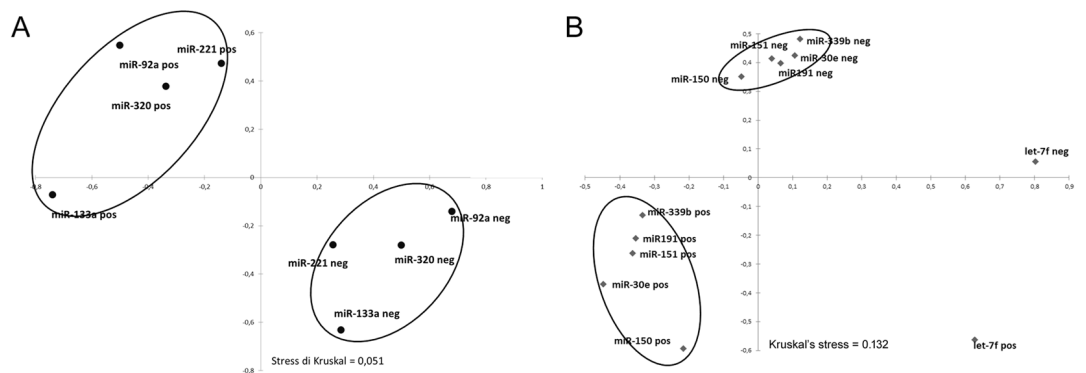 A
0,6
miR-221 pos
miR-92a pos
0,4
miR-320 pos
0,2
-0,8
-0,6
-0,4
-0,2
0
0
0,2
0,4
0,6
0,8
1
miR-133a pos
miR-92a neg
-0,2
miR-221 neg
miR-320 neg
-0,4
miR-133a neg
-0,6
Stress di Kruskal = 0,051
-0,8
B
0,5
miR-339b neg
miR-151 neg
miR-30e neg
0,4
miR191 neg
miR-150 neg
0,3
0,2
let-7f neg
0,1
0
-0,5
-0,4
-0,3
-0,2
-0,1
0
0,1
0,2
0,3
0,4
0,5
0,6
0,7
0,8
0,9
-0,1
miR-339b pos
-0,2
miR191 pos
miR-151 pos
-0,3
miR-30e pos
-0,4
-0,5
miR-150 pos
Kruskal's stress = 0.132
let-7f pos
-0,6